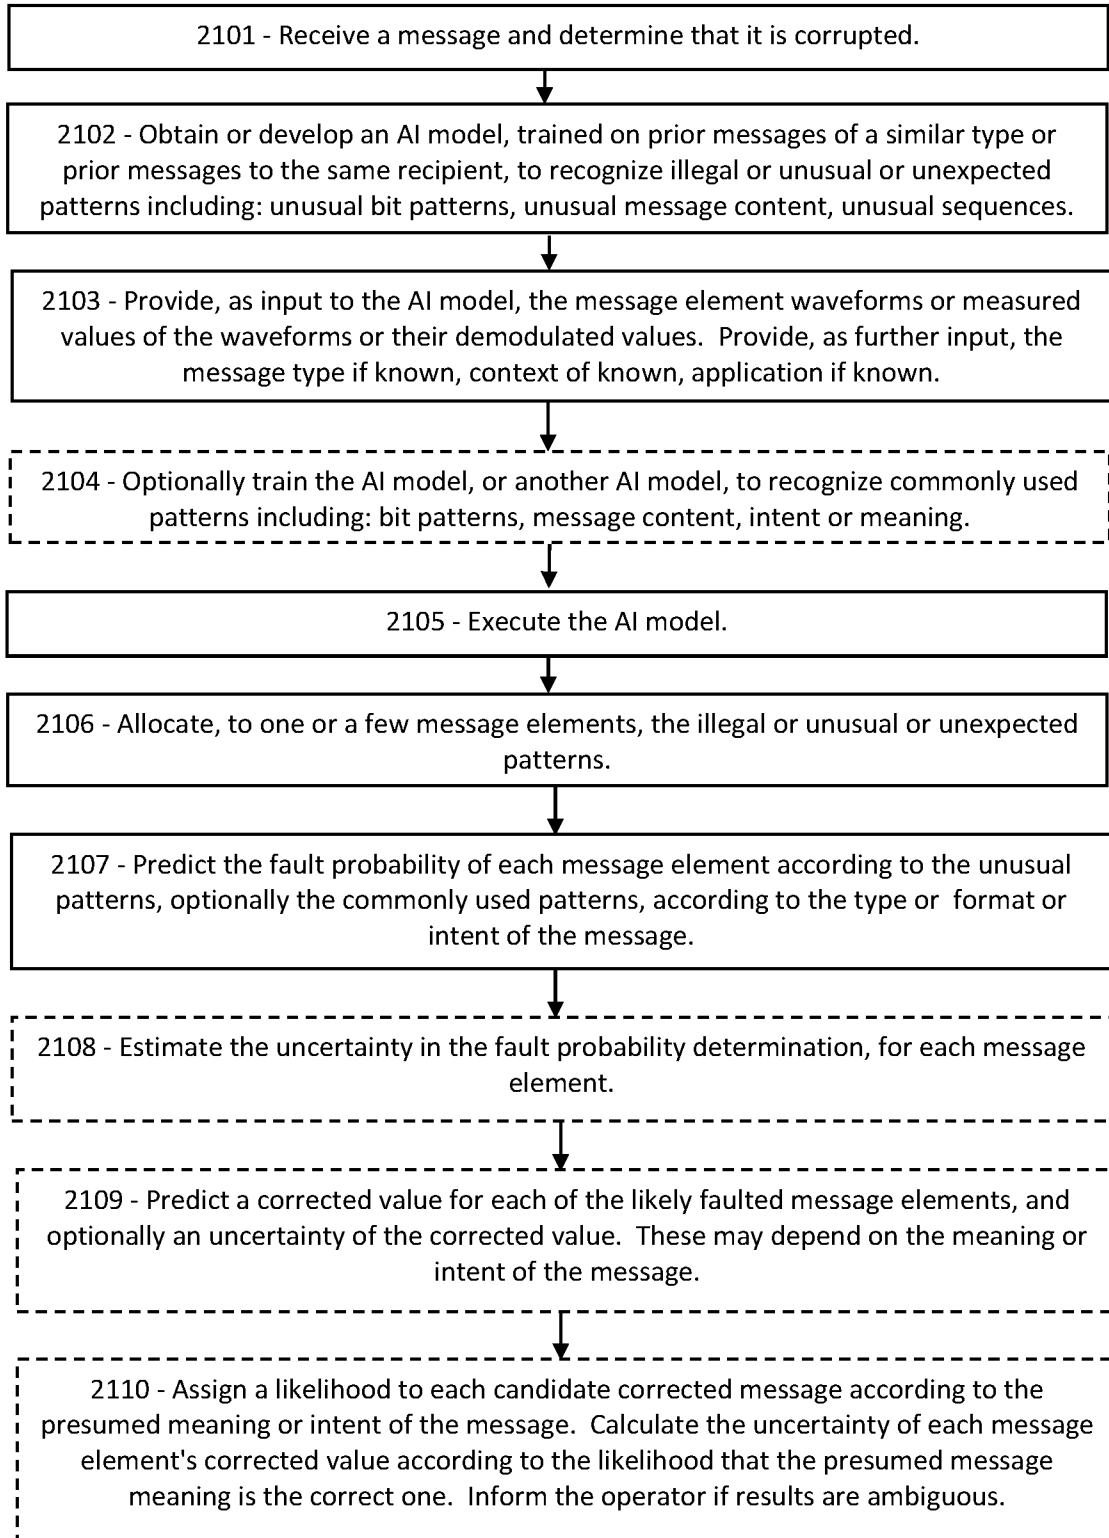 2101 - Receive a message and determine that it is corrupted.
2102 - Obtain or develop an AI model, trained on prior messages of a similar type or
prior messages to the same recipient, to recognize illegal or unusual or unexpected
patterns including: unusual bit patterns, unusual message content, unusual sequences.
2103 - Provide, as input to the AI model, the message element waveforms or measured
values of the waveforms or their demodulated values.  Provide, as further input, the
message type if known, context of known, application if known.
2104 - Optionally train the AI model, or another AI model, to recognize commonly used
patterns including: bit patterns, message content, intent or meaning.
2105 - Execute the AI model.
2106 - Allocate, to one or a few message elements, the illegal or unusual or unexpected
patterns.
2107 - Predict the fault probability of each message element according to the unusual
patterns, optionally the commonly used patterns, according to the type or  format or
intent of the message.
2108 - Estimate the uncertainty in the fault probability determination, for each message
element.
2109 - Predict a corrected value for each of the likely faulted message elements, and
optionally an uncertainty of the corrected value.  These may depend on the meaning or
intent of the message.
2110 - Assign a likelihood to each candidate corrected message according to the
presumed meaning or intent of the message.  Calculate the uncertainty of each message
element's corrected value according to the likelihood that the presumed message
meaning is the correct one.  Inform the operator if results are ambiguous.